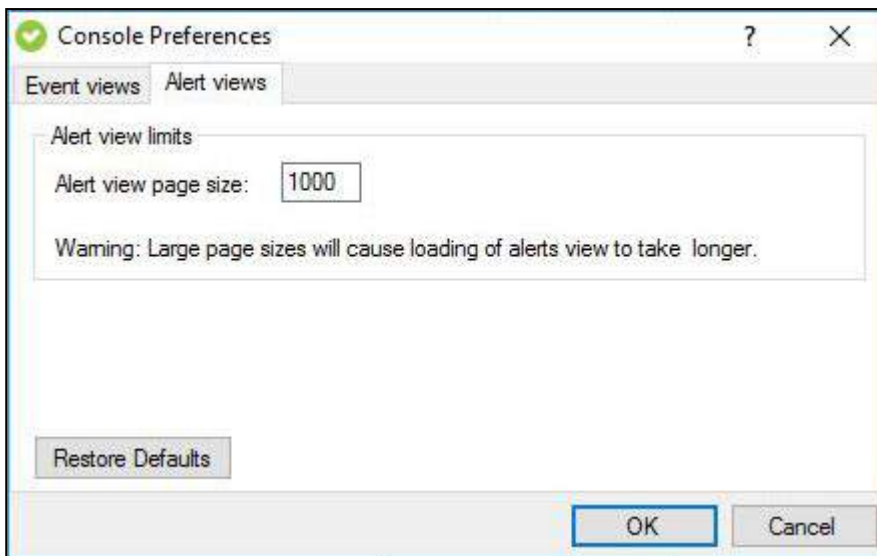 Console Preferences ?
Event views Alert views
Alert view limits
Alert view page size: 1000
Warning: Large page sizes will cause loading of alerts view to take longer.
Restore Defaults
OK Cancel